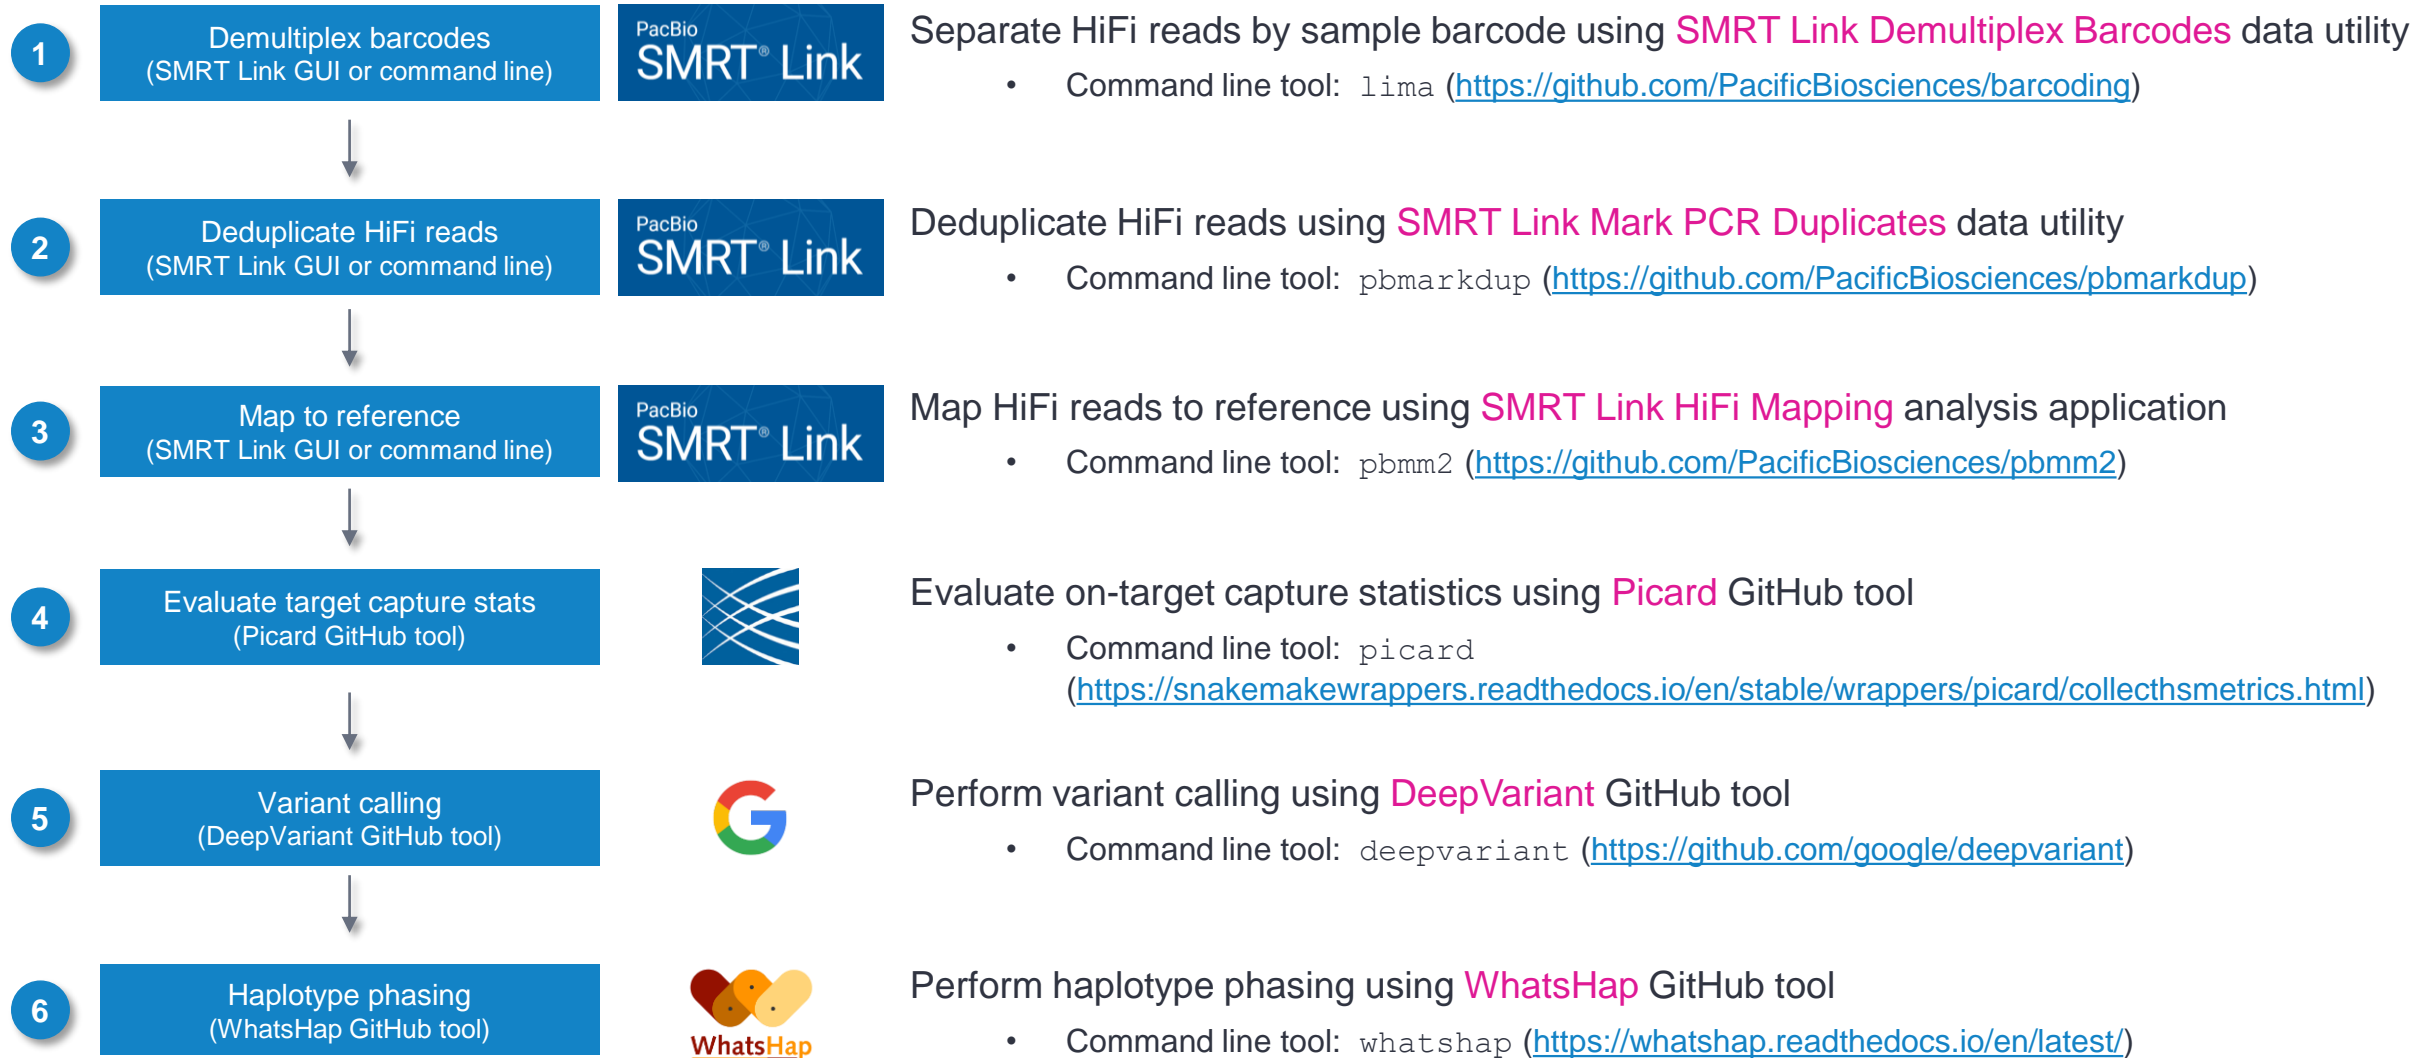 1
Demultiplex barcodes
(SMRT Link GUI or command line)
PacBio
SMRT® Link
Separate HiFi reads by sample barcode using SMRT Link Demultiplex Barcodes data utility
• Command line tool: lima (https://github.com/PacificBiosciences/barcoding)
2
Deduplicate HiFi reads
(SMRT Link GUI or command line)
PacBio
SMRT® Link
Deduplicate HiFi reads using SMRT Link Mark PCR Duplicates data utility
• Command line tool: pbmarkdup (https://github.com/PacificBiosciences/pbmarkdup)
3
Map to reference
(SMRT Link GUI or command line)
PacBio
SMRT® Link
Map HiFi reads to reference using SMRT Link HiFi Mapping analysis application
• Command line tool: pbmm2 (https://github.com/PacificBiosciences/pbmm2)
4
Evaluate target capture stats
(Picard GitHub tool)
Evaluate on-target capture statistics using Picard GitHub tool
• Command line tool: picard
(https://snakemakewrappers.readthedocs.io/en/stable/wrappers/picard/collecthsmetrics.html)
5
Variant calling
(DeepVariant GitHub tool)
G
Perform variant calling using DeepVariant GitHub tool
• Command line tool: deepvariant (https://github.com/google/deepvariant)
6
Haplotype phasing
(WhatsHap GitHub tool)
WhatsHap
Perform haplotype phasing using WhatsHap GitHub tool
• Command line tool: whatshap (https://whatshap.readthedocs.io/en/latest/)